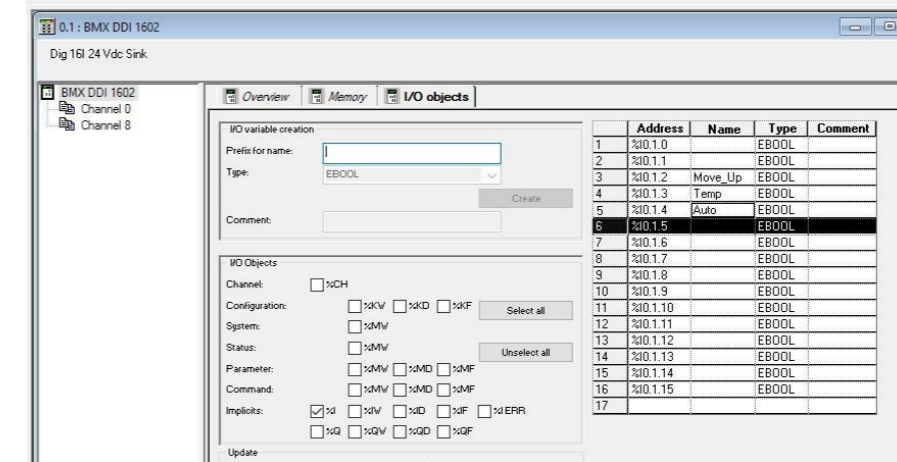 0.1 : BMX DDI 1602
Dig 16I 24 Vdc Sink
BMX DDI 1602
Channel 0
Channel 8
Overview Memory I/O objects
I/O variable creation
Prefix for name:
Type: EBOOL
Create
Comment:
I/O Objects
Channel: %CH
Configuration: %KW %KD %KF Select all
System: %MW
Status: %MW Unselect all
Parameter: %MW %MD %MF
Command: %MW %MD %MF
Implicits: %I %IW %ID %IF %I ERR
%Q %QW %QD %QF
Update
Address Name Type Comment
1 %I0.1.0 EBOOL
2 %I0.1.1 EBOOL
3 %I0.1.2 Move_Up EBOOL
4 %I0.1.3 Temp EBOOL
5 %I0.1.4 Auto EBOOL
6 %I0.1.5 EBOOL
7 %I0.1.6 EBOOL
8 %I0.1.7 EBOOL
9 %I0.1.8 EBOOL
10 %I0.1.9 EBOOL
11 %I0.1.10 EBOOL
12 %I0.1.11 EBOOL
13 %I0.1.12 EBOOL
14 %I0.1.13 EBOOL
15 %I0.1.14 EBOOL
16 %I0.1.15 EBOOL
17